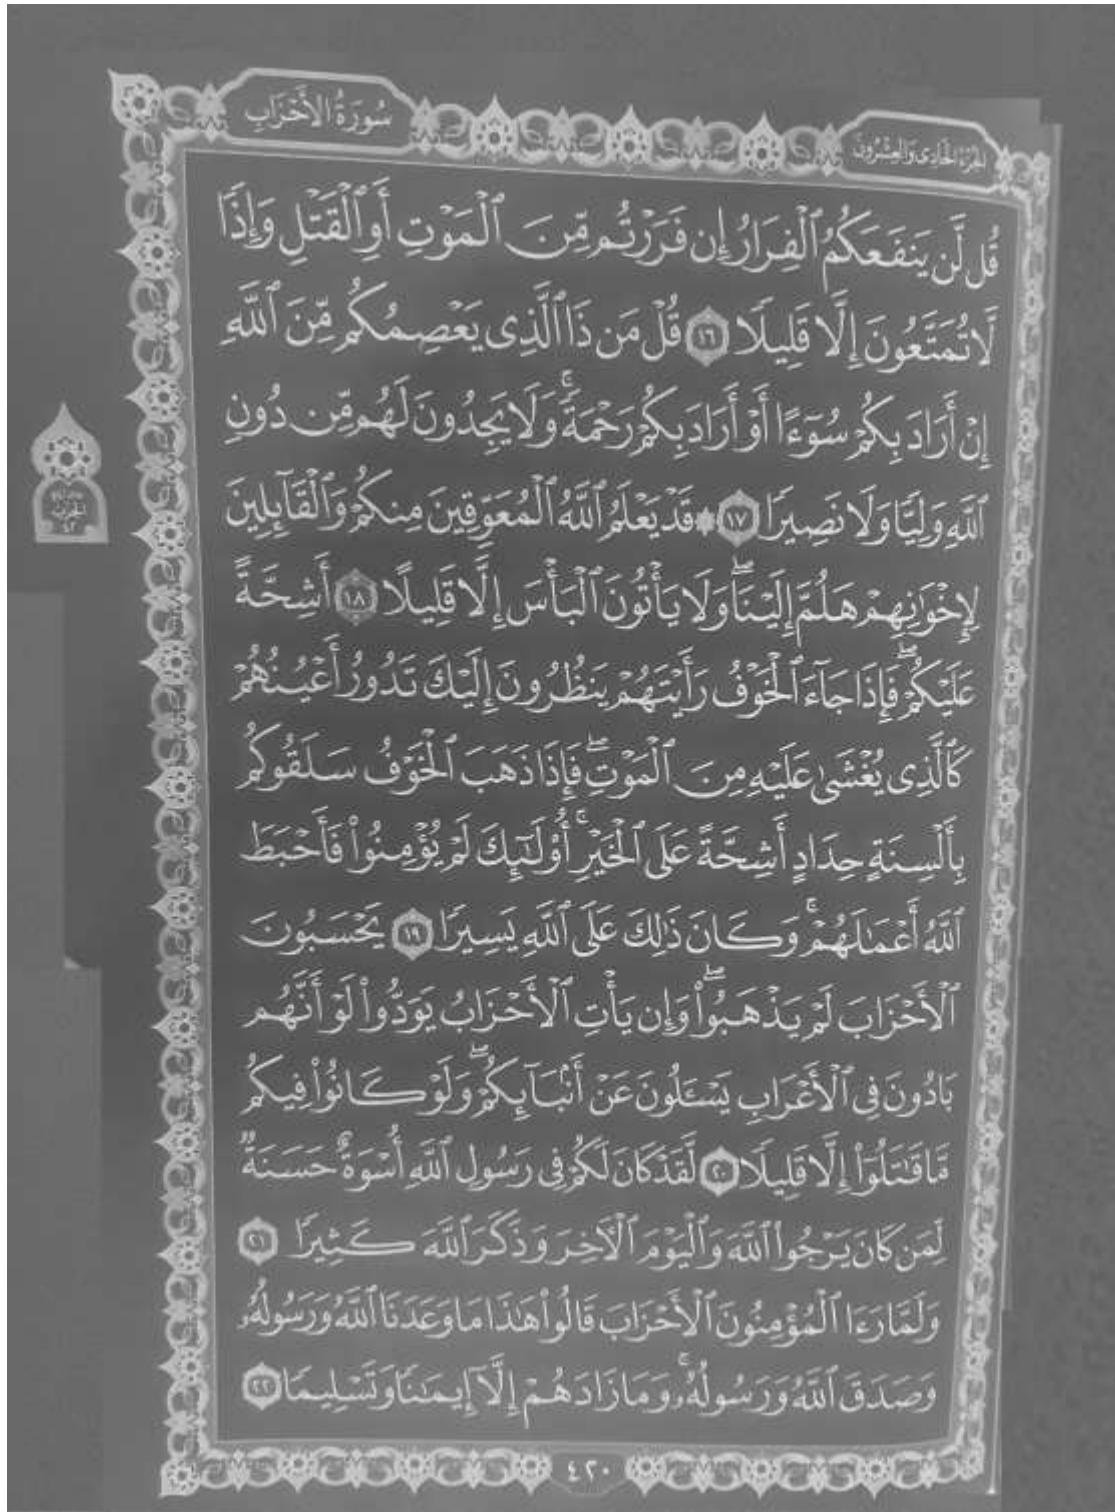 الجزء الحادي والعشرون
سُورَةُ الأَحْزَابِ
قُل لَّن يَنفَعَكُمُ ٱلْفِرَارُ إِن فَرَرْتُم مِّنَ ٱلْمَوْتِ أَوِ ٱلْقَتْلِ وَإِذًا
لَّا تُمَتَّعُونَ إِلَّا قَلِيلًا ١٦ قُلْ مَن ذَا ٱلَّذِى يَعْصِمُكُم مِّنَ ٱللَّهِ
إِنْ أَرَادَ بِكُمْ سُوٓءًا أَوْ أَرَادَ بِكُمْ رَحْمَةً ۚ وَلَا يَجِدُونَ لَهُم مِّن دُونِ
ٱللَّهِ وَلِيًّا وَلَا نَصِيرًا ١٧ ۞ قَدْ يَعْلَمُ ٱللَّهُ ٱلْمُعَوِّقِينَ مِنكُمْ وَٱلْقَآئِلِينَ
لِإِخْوَٰنِهِمْ هَلُمَّ إِلَيْنَا ۖ وَلَا يَأْتُونَ ٱلْبَأْسَ إِلَّا قَلِيلًا ١٨ أَشِحَّةً
عَلَيْكُمْ ۖ فَإِذَا جَآءَ ٱلْخَوْفُ رَأَيْتَهُمْ يَنظُرُونَ إِلَيْكَ تَدُورُ أَعْيُنُهُمْ
كَٱلَّذِى يُغْشَىٰ عَلَيْهِ مِنَ ٱلْمَوْتِ ۖ فَإِذَا ذَهَبَ ٱلْخَوْفُ سَلَقُوكُم
بِأَلْسِنَةٍ حِدَادٍ أَشِحَّةً عَلَى ٱلْخَيْرِ ۚ أُو۟لَٰٓئِكَ لَمْ يُؤْمِنُوا۟ فَأَحْبَطَ
ٱللَّهُ أَعْمَٰلَهُمْ ۚ وَكَانَ ذَٰلِكَ عَلَى ٱللَّهِ يَسِيرًا ١٩ يَحْسَبُونَ
ٱلْأَحْزَابَ لَمْ يَذْهَبُوا۟ ۖ وَإِن يَأْتِ ٱلْأَحْزَابُ يَوَدُّوا۟ لَوْ أَنَّهُم
بَادُونَ فِى ٱلْأَعْرَابِ يَسْـَٔلُونَ عَنْ أَنۢبَآئِكُمْ ۖ وَلَوْ كَانُوا۟ فِيكُم
مَّا قَٰتَلُوٓا۟ إِلَّا قَلِيلًا ٢٠ لَّقَدْ كَانَ لَكُمْ فِى رَسُولِ ٱللَّهِ أُسْوَةٌ حَسَنَةٌ
لِّمَن كَانَ يَرْجُوا۟ ٱللَّهَ وَٱلْيَوْمَ ٱلْءَاخِرَ وَذَكَرَ ٱللَّهَ كَثِيرًا ٢١
وَلَمَّا رَءَا ٱلْمُؤْمِنُونَ ٱلْأَحْزَابَ قَالُوا۟ هَٰذَا مَا وَعَدَنَا ٱللَّهُ وَرَسُولُهُۥ
وَصَدَقَ ٱللَّهُ وَرَسُولُهُۥ ۚ وَمَا زَادَهُمْ إِلَّآ إِيمَٰنًا وَتَسْلِيمًا ٢٢
٤٢٠